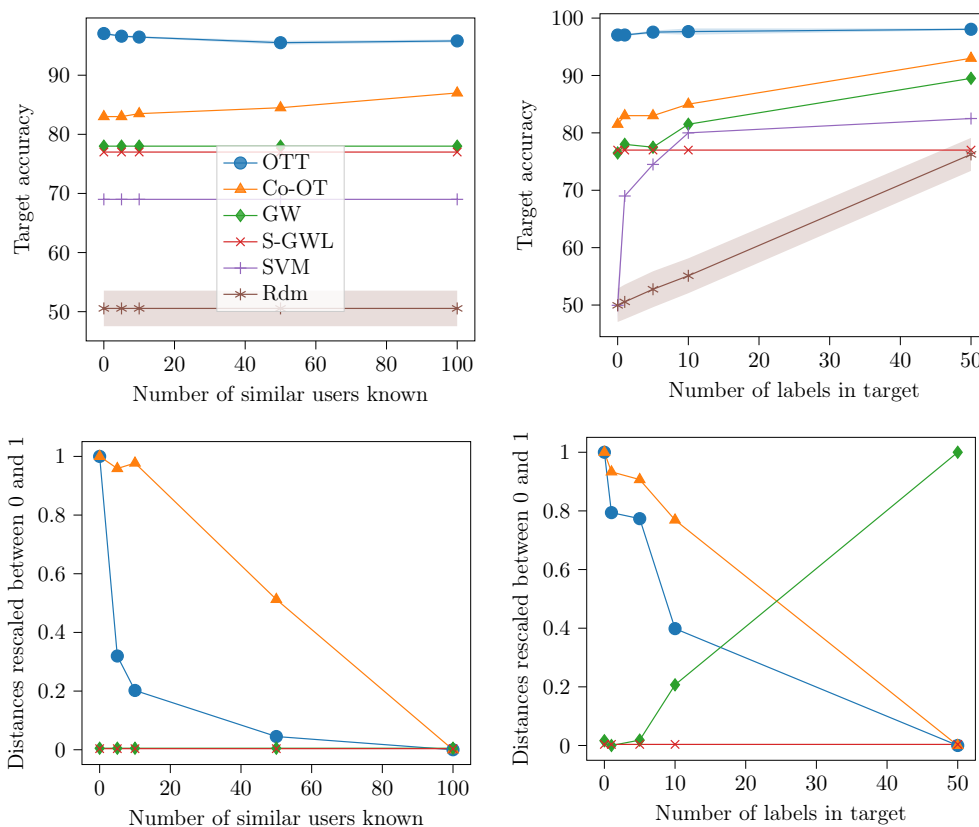 Target accuracy
90
80
70
60
50
OTT
Co-OT
GW
S-GWL
SVM
Rdm
0 20 40 60 80 100
Number of similar users known
Target accuracy
100
90
80
70
60
50
0 10 20 30 40 50
Number of labels in target
Distances rescaled between 0 and 1
1
0.8
0.6
0.4
0.2
0
0 20 40 60 80 100
Number of similar users known
Distances rescaled between 0 and 1
1
0.8
0.6
0.4
0.2
0
0 10 20 30 40 50
Number of labels in target